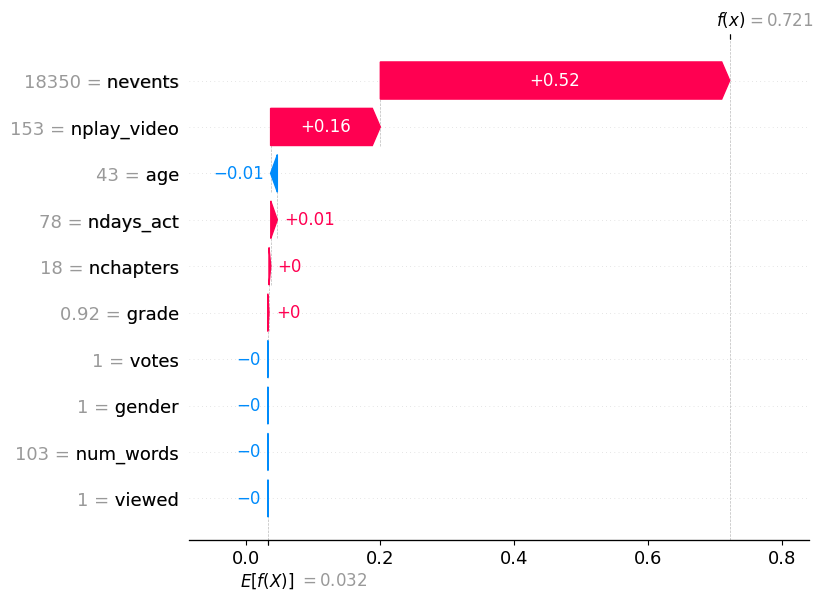 f(x) = 0.721
18350 = nevents +0.52
153 = nplay_video +0.16
43 = age −0.01
78 = ndays_act +0.01
18 = nchapters +0
0.92 = grade +0
1 = votes −0
1 = gender −0
103 = num_words −0
1 = viewed −0
0.0 0.2 0.4 0.6 0.8
E[f(X)] = 0.032